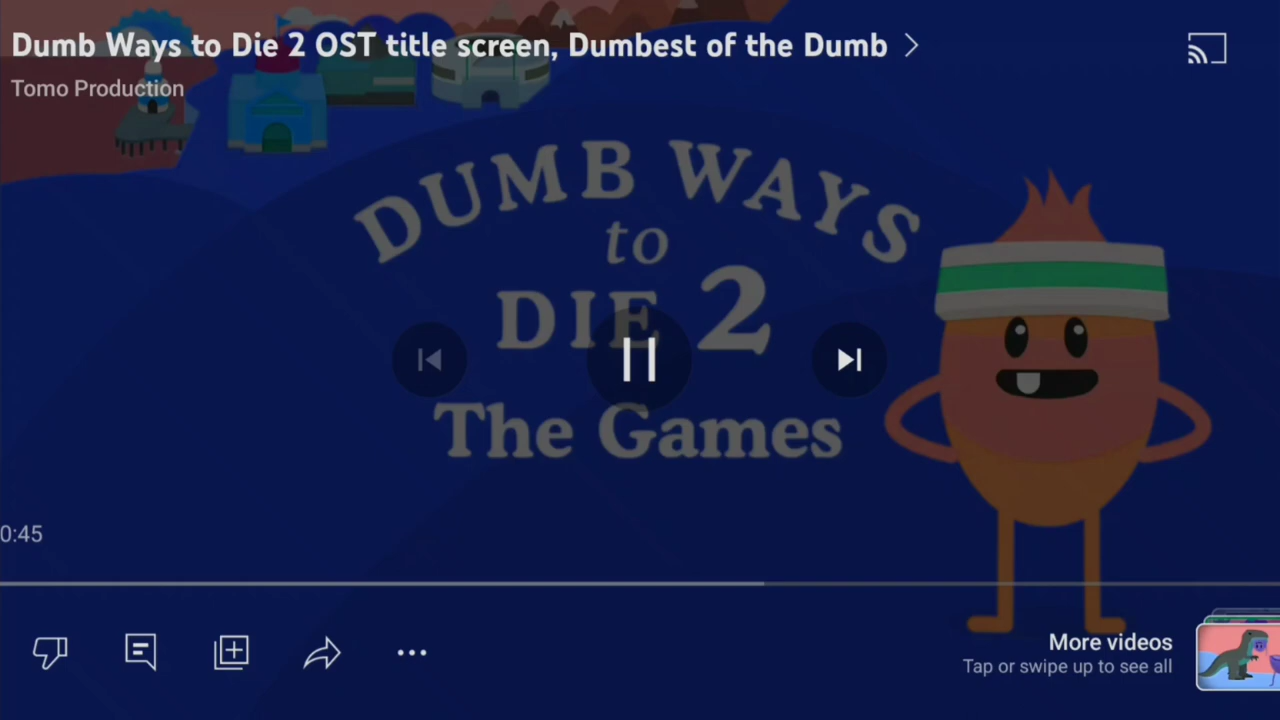 Dumb Ways to Die 2 OST title screen, Dumbest of the Dumb
Tomo Production
DUMB WAYS
to
DIE 2
The Games
0:45
More videos
Tap or swipe up to see all